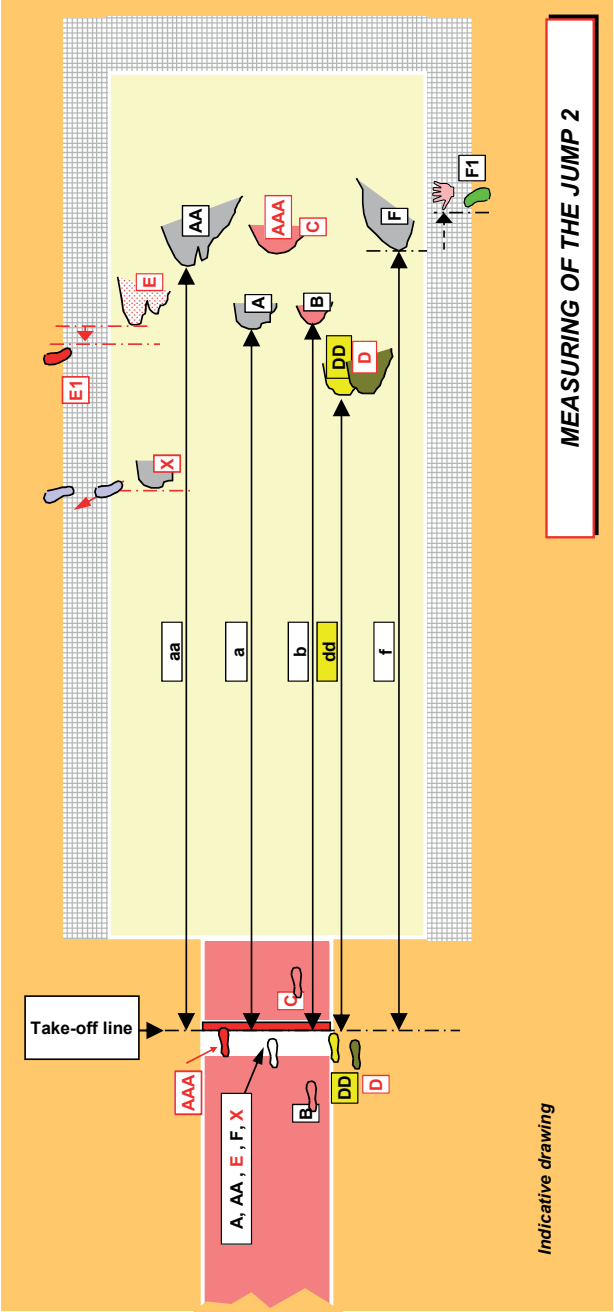 MEASURING OF THE JUMP 2
E1
E
X
AA
AAA
C
A
B
DD
D
F
F1
aa
a
b
dd
f
Take-off line
AAA
A, AA , E , F , X
C
B
DD
D
Indicative drawing